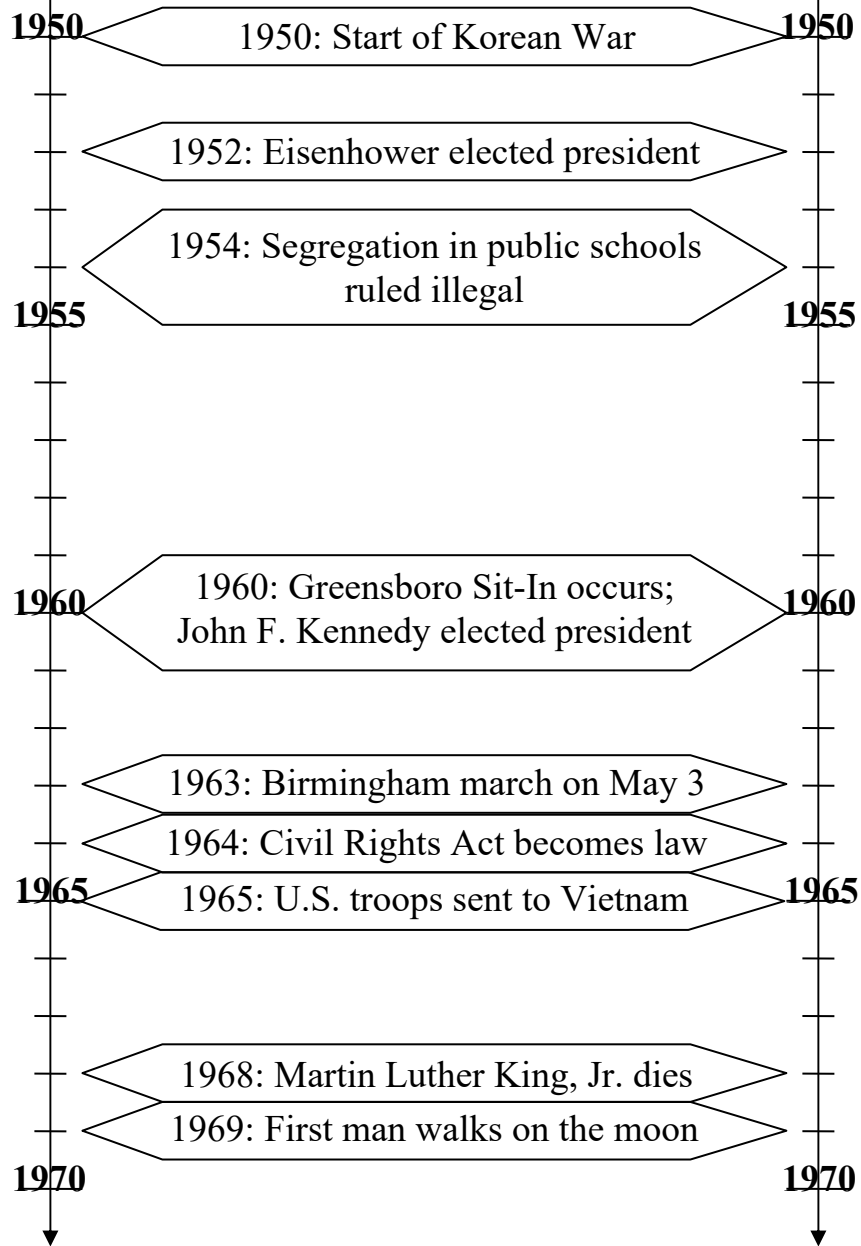 1950 1950
1950: Start of Korean War
1952: Eisenhower elected president
1954: Segregation in public schools
ruled illegal
1955 1955
1960: Greensboro Sit-In occurs;
1960 1960
John F. Kennedy elected president
1963: Birmingham march on May 3
1964: Civil Rights Act becomes law
1965 1965
1965: U.S. troops sent to Vietnam
1968: Martin Luther King, Jr. dies
1969: First man walks on the moon
1970 1970